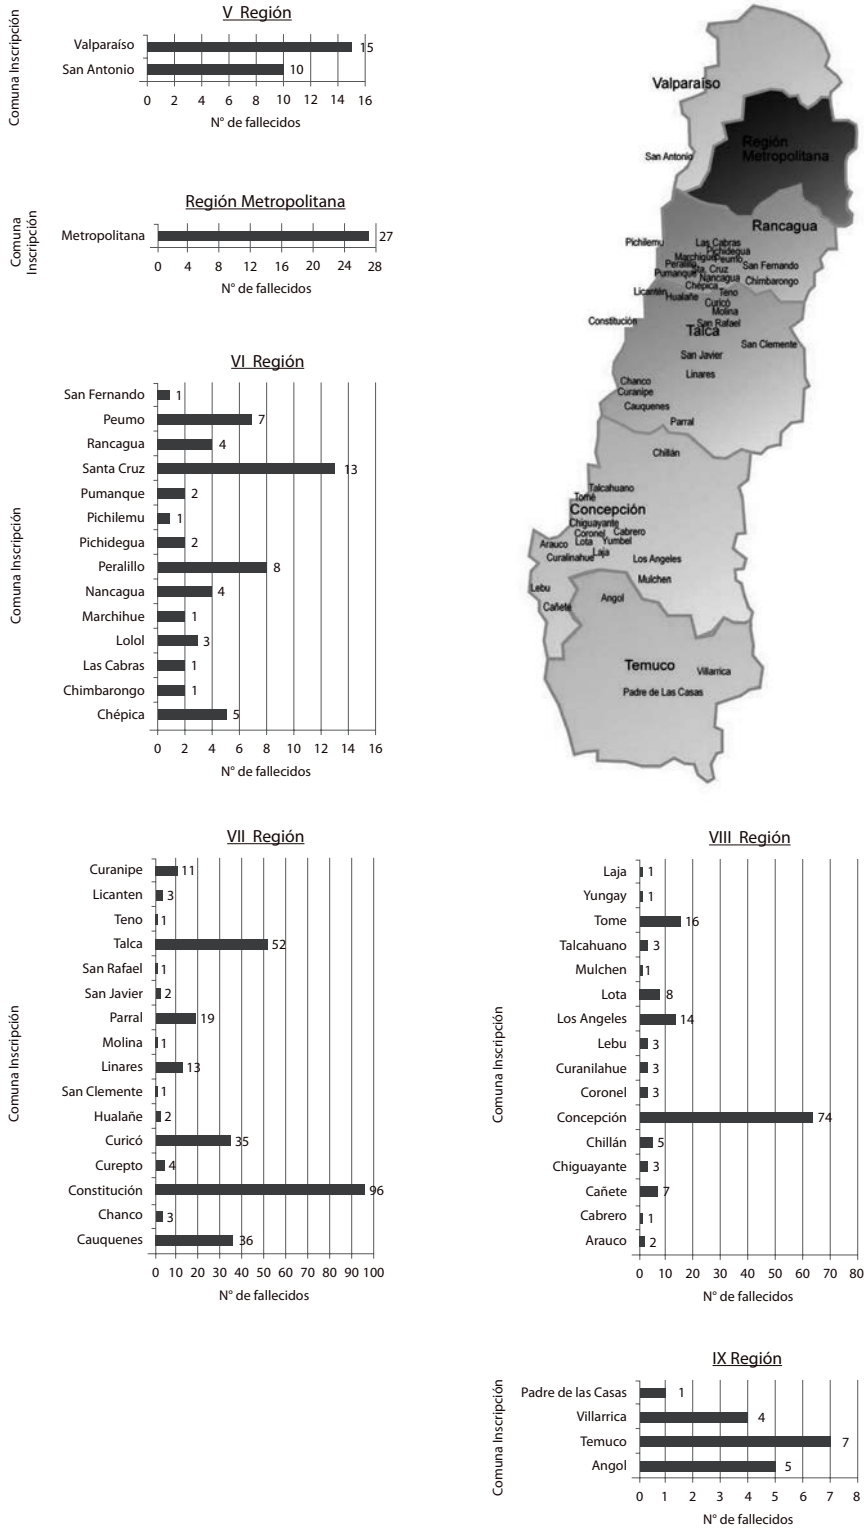 V Región
Comuna Inscripción
Valparaíso 15
San Antonio 10
0 2 4 6 8 10 12 14 16
N° de fallecidos
Región Metropolitana
Comuna
Inscripción
Metropolitana 27
0 4 8 12 16 20 24 28
N° de fallecidos
VI Región
Comuna Inscripción
San Fernando 1
Peumo 7
Rancagua 4
Santa Cruz 13
Pumanque 2
Pichilemu 1
Pichidegua 2
Peralillo 8
Nancagua 4
Marchihue 1
Lolol 3
Las Cabras 1
Chimbarongo 1
Chépica 5
0 2 4 6 8 10 12 14 16
N° de fallecidos
Valparaíso
Región
Metropolitana
San Antonio
Rancagua
Pichilemu Las Cabras
Pichidegua
Marchigue Peumo
Peralillo Sta. Cruz San Fernando
Pumanque Nancagua Chimbarongo
Chépica
Licantén Hualañe Teno
Curicó
Molina
Constitución San Rafael
Talca
San Clemente
San Javier
Linares
Chanco
Curanipe
Cauquenes
Parral
Chillán
Talcahuano
Tomé
Concepción
Chiguayante
Coronel Cabrero
Arauco Lota Yumbel
Curalinahue Laja Los Angeles
Mulchen
Lebu
Angol
Cañete
Temuco
Villarrica
Padre de Las Casas
VII Región
Comuna Inscripción
Curanipe 11
Licanten 3
Teno 1
Talca 52
San Rafael 1
San Javier 2
Parral 19
Molina 1
Linares 13
San Clemente 1
Hualañe 2
Curicó 35
Curepto 4
Constitución 96
Chanco 3
Cauquenes 36
0 10 20 30 40 50 60 70 80 90 100
N° de fallecidos
VIII Región
Comuna Inscripción
Laja 1
Yungay 1
Tome 16
Talcahuano 3
Mulchen 1
Lota 8
Los Angeles 14
Lebu 3
Curanilahue 3
Coronel 3
Concepción 74
Chillán 5
Chiguayante 3
Cañete 7
Cabrero 1
Arauco 2
0 10 20 30 40 50 60 70 80
N° de fallecidos
IX Región
Comuna Inscripción
Padre de las Casas 1
Villarrica 4
Temuco 7
Angol 5
0 1 2 3 4 5 6 7 8
N° de fallecidos